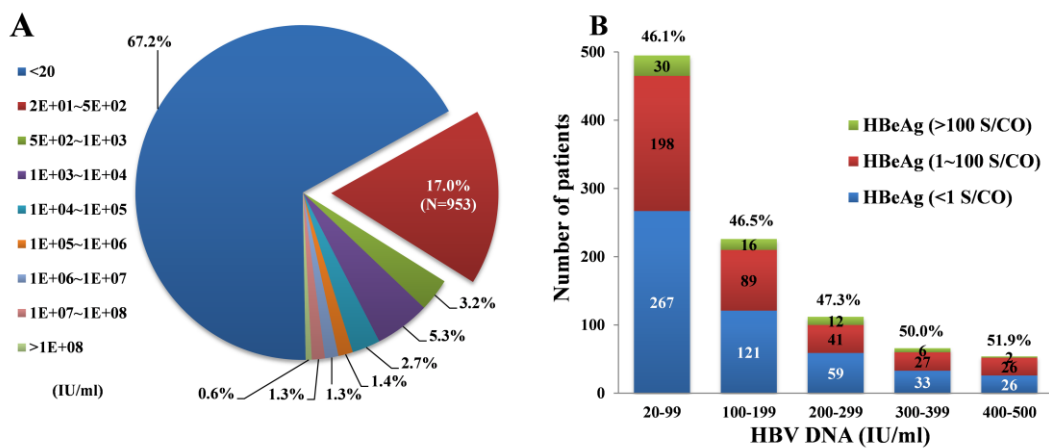 A
67.2%
<20
2E+01~5E+02
5E+02~1E+03
1E+03~1E+04
1E+04~1E+05
1E+05~1E+06
1E+06~1E+07
1E+07~1E+08
>1E+08
(IU/ml)
17.0%
(N=953)
3.2%
5.3%
2.7%
1.4%
1.3%
1.3%
0.6%
B
Number of patients
500
400
300
200
100
0
46.1%
30
198
267
46.5%
16
89
121
47.3%
12
41
59
50.0%
6
27
33
51.9%
2
26
26
HBeAg (>100 S/CO)
HBeAg (1~100 S/CO)
HBeAg (<1 S/CO)
20-99 100-199 200-299 300-399 400-500
HBV DNA (IU/ml)